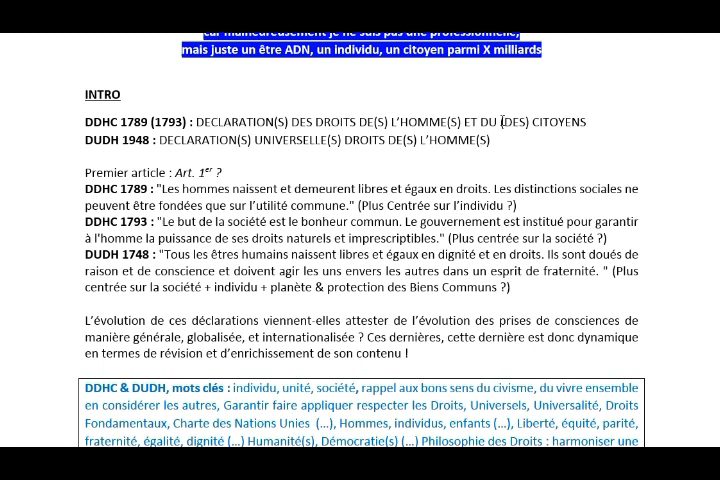 car malheureusement je ne suis pas une professionnelle,
mais juste un être ADN, un individu, un citoyen parmi X milliards
INTRO
DDHC 1789 (1793) : DECLARATION(S) DES DROITS DE(S) L'HOMME(S) ET DU (DES) CITOYENS
DUDH 1948 : DECLARATION(S) UNIVERSELLE(S) DROITS DE(S) L'HOMME(S)
Premier article : Art. 1er ?
DDHC 1789 : "Les hommes naissent et demeurent libres et égaux en droits. Les distinctions sociales ne
peuvent être fondées que sur l'utilité commune." (Plus Centrée sur l'individu ?)
DDHC 1793 : "Le but de la société est le bonheur commun. Le gouvernement est institué pour garantir
à l'homme la puissance de ses droits naturels et imprescriptibles." (Plus centrée sur la société ?)
DUDH 1748 : "Tous les êtres humains naissent libres et égaux en dignité et en droits. Ils sont doués de
raison et de conscience et doivent agir les uns envers les autres dans un esprit de fraternité. " (Plus
centrée sur la société + individu + planète & protection des Biens Communs ?)
L'évolution de ces déclarations viennent-elles attester de l'évolution des prises de consciences de
manière générale, globalisée, et internationalisée ? Ces dernières, cette dernière est donc dynamique
en termes de révision et d'enrichissement de son contenu !
DDHC & DUDH, mots clés : individu, unité, société, rappel aux bons sens du civisme, du vivre ensemble
en considérer les autres, Garantir faire appliquer respecter les Droits, Universels, Universalité, Droits
Fondamentaux, Charte des Nations Unies (...), Hommes, individus, enfants (...), Liberté, équité, parité,
fraternité, égalité, dignité (...) Humanité(s), Démocratie(s) (...) Philosophie des Droits : harmoniser une